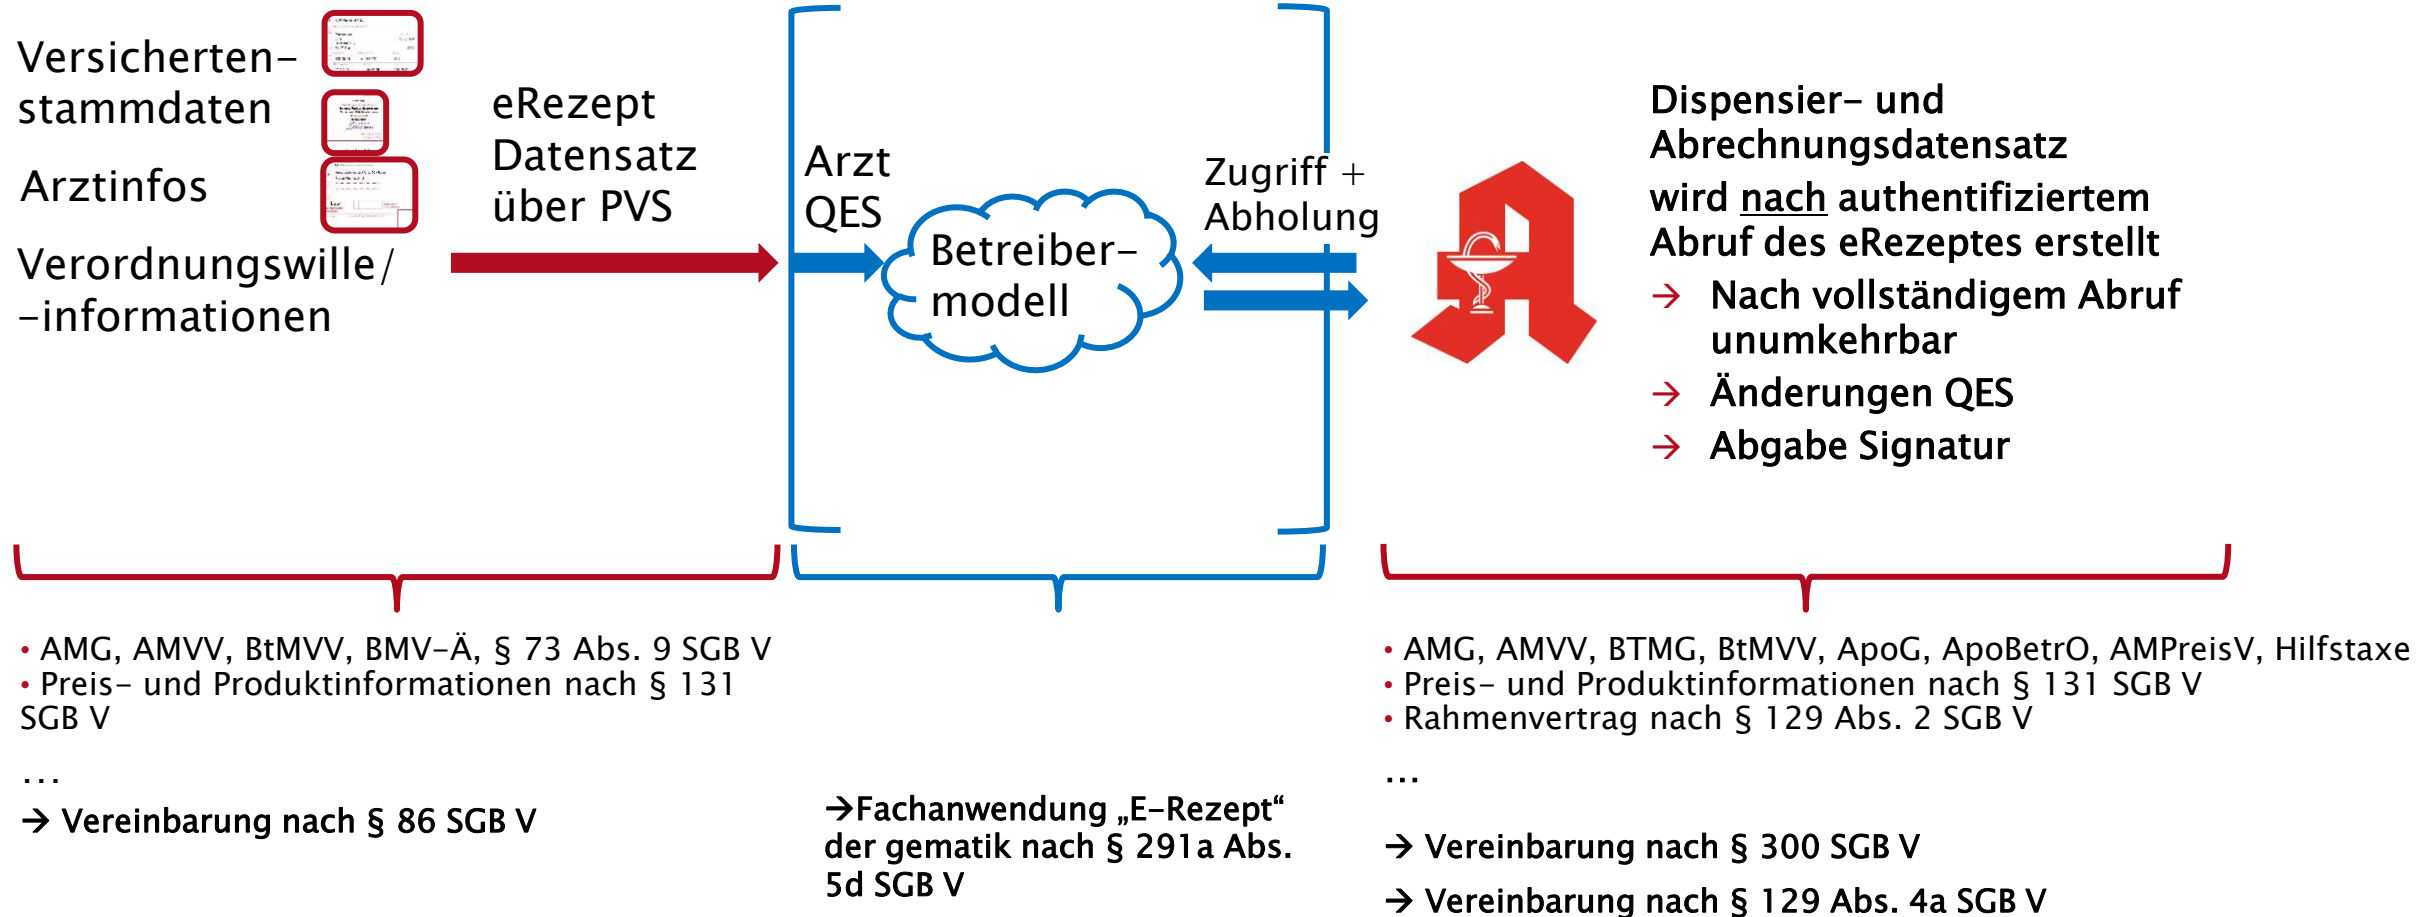 Versicherten-
stammdaten
Arztinfos
Verordnungswille/
-informationen
eRezept
Datensatz
über PVS
Arzt
QES
Betreiber-
modell
Zugriff +
Abholung
Dispensier- und
Abrechnungsdatensatz
wird nach authentifiziertem
Abruf des eRezeptes erstellt
→ Nach vollständigem Abruf
unumkehrbar
→ Änderungen QES
→ Abgabe Signatur
• AMG, AMVV, BtMVV, BMV-Ä, § 73 Abs. 9 SGB V
• Preis- und Produktinformationen nach § 131
SGB V
...
→ Vereinbarung nach § 86 SGB V
→Fachanwendung „E-Rezept“
der gematik nach § 291a Abs.
5d SGB V
• AMG, AMVV, BTMG, BtMVV, ApoG, ApoBetrO, AMPreisV, Hilfstaxe
• Preis- und Produktinformationen nach § 131 SGB V
• Rahmenvertrag nach § 129 Abs. 2 SGB V
...
→ Vereinbarung nach § 300 SGB V
→ Vereinbarung nach § 129 Abs. 4a SGB V